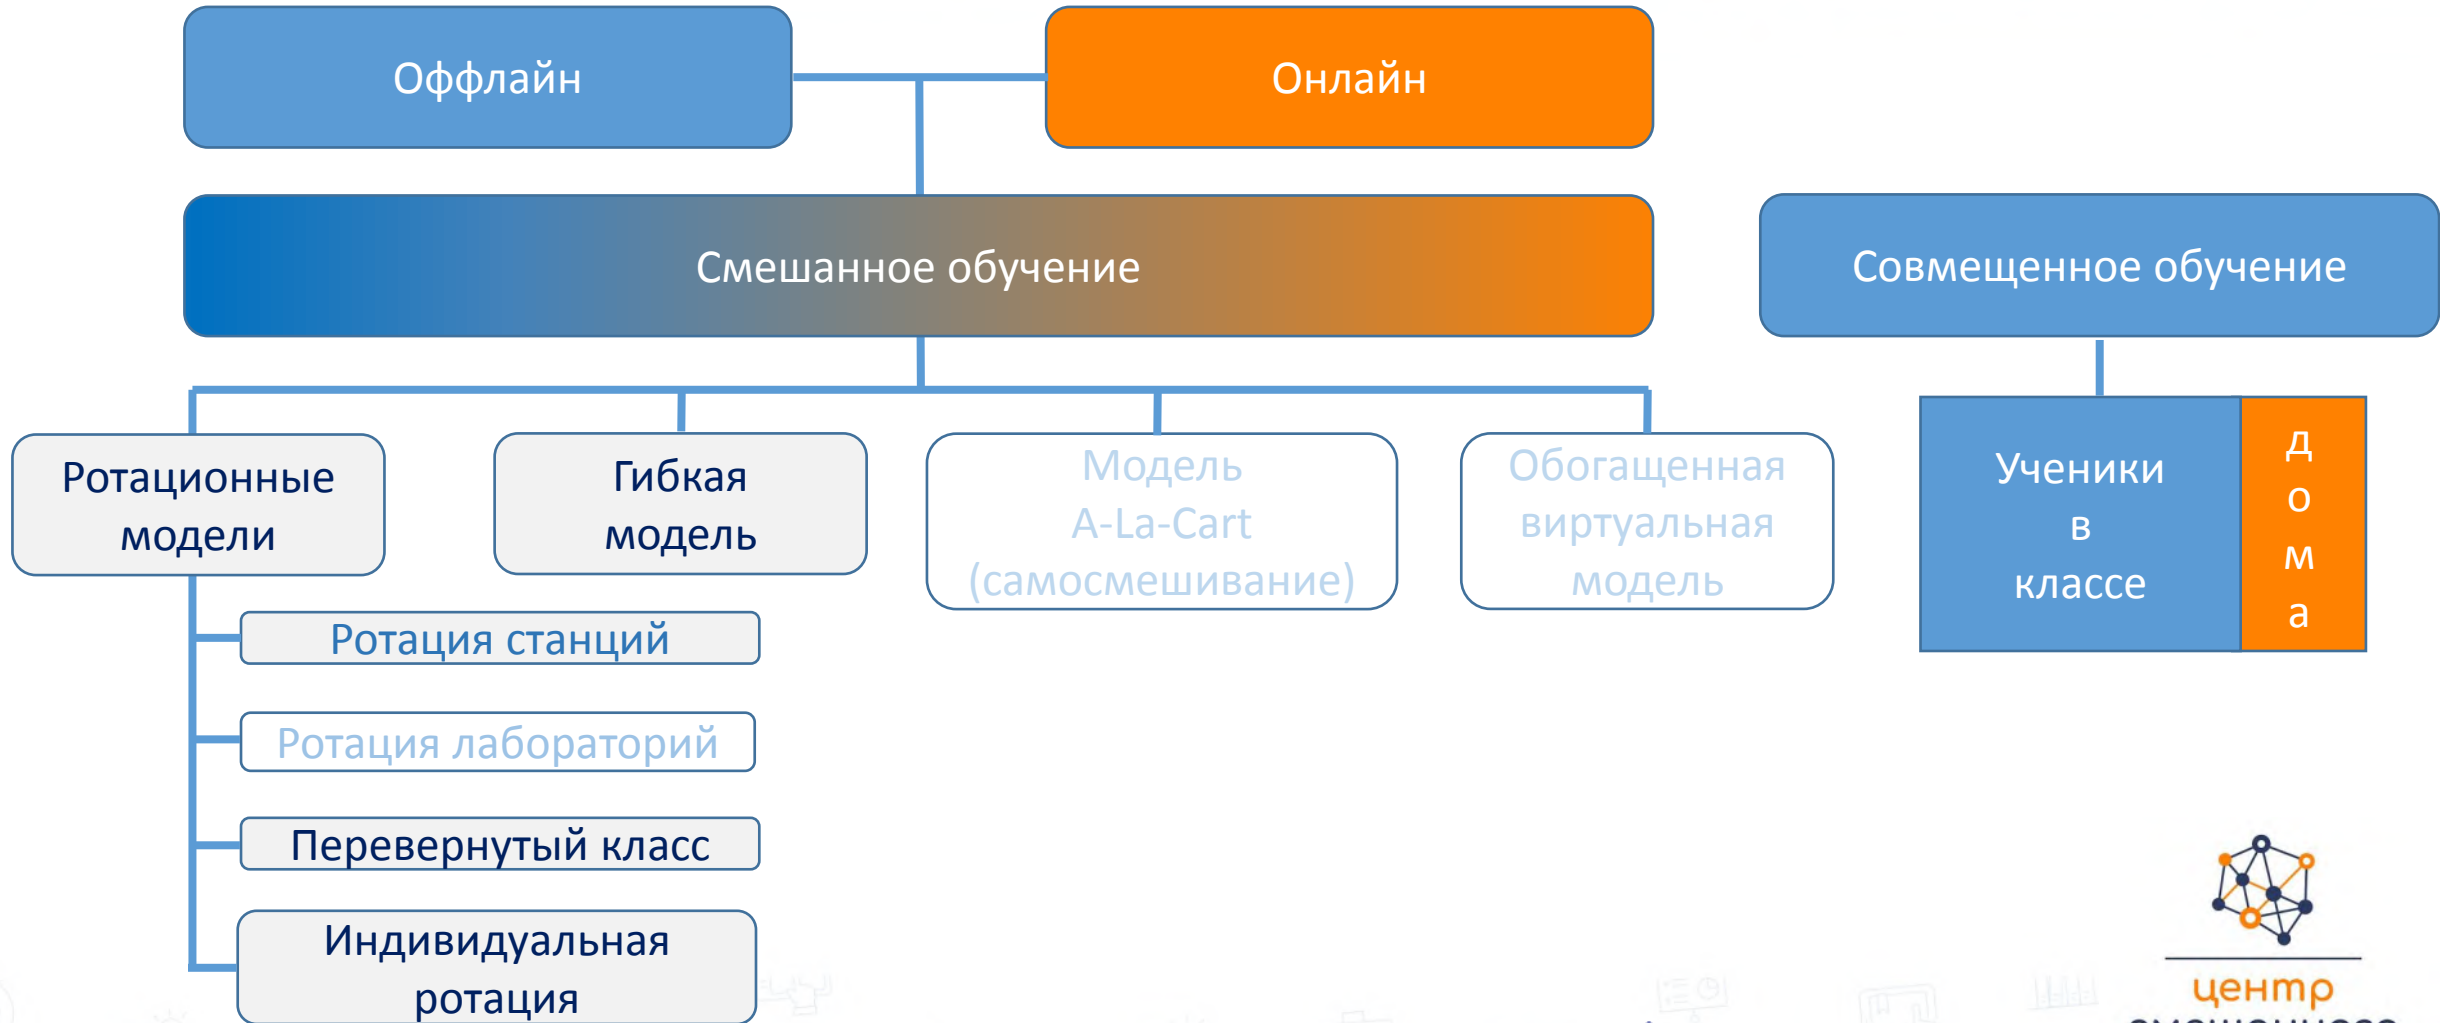 Оффлайн
Онлайн
Смешанное обучение
Совмещенное обучение
Ротационные
модели
Гибкая
модель
Модель
A-La-Cart
(самосмешивание)
Обогащенная
виртуальная
модель
Ученики
в
классе
д
о
м
а
Ротация станций
Ротация лабораторий
Перевернутый класс
Индивидуальная
ротация
центр